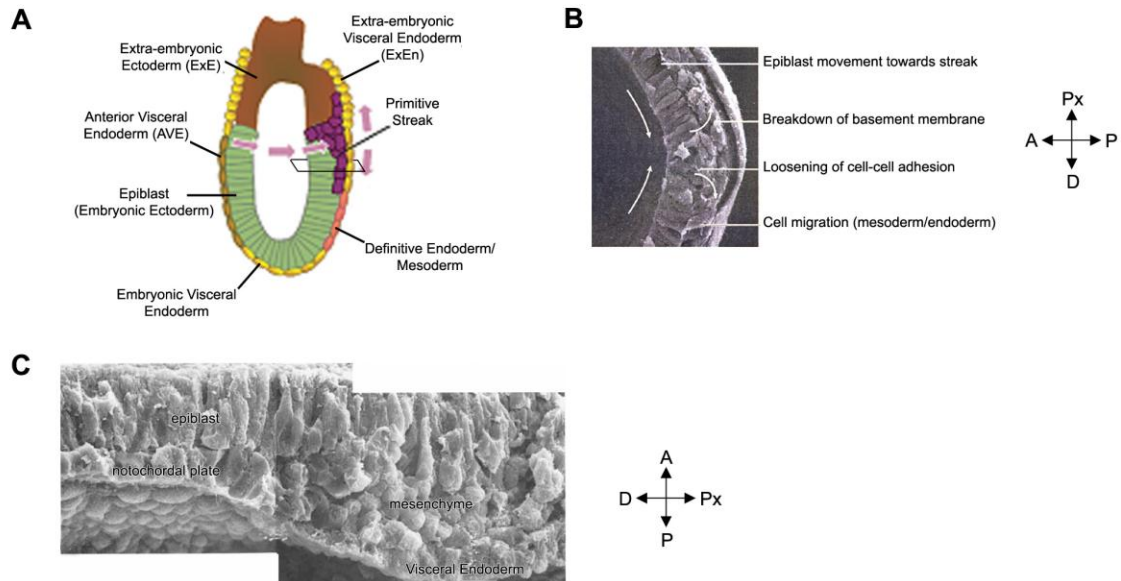 A
Extra-embryonic
Ectoderm (ExE)
Extra-embryonic
Visceral Endoderm
(ExEn)
Anterior Visceral
Endoderm (AVE)
Primitive
Streak
Epiblast
(Embryonic Ectoderm)
Definitive Endoderm/
Mesoderm
Embryonic Visceral
Endoderm
B
Epiblast movement towards streak
Breakdown of basement membrane
Loosening of cell-cell adhesion
Cell migration (mesoderm/endoderm)
Px
A P
D
C
epiblast
notochordal plate
mesenchyme
Visceral Endoderm
A
D Px
P